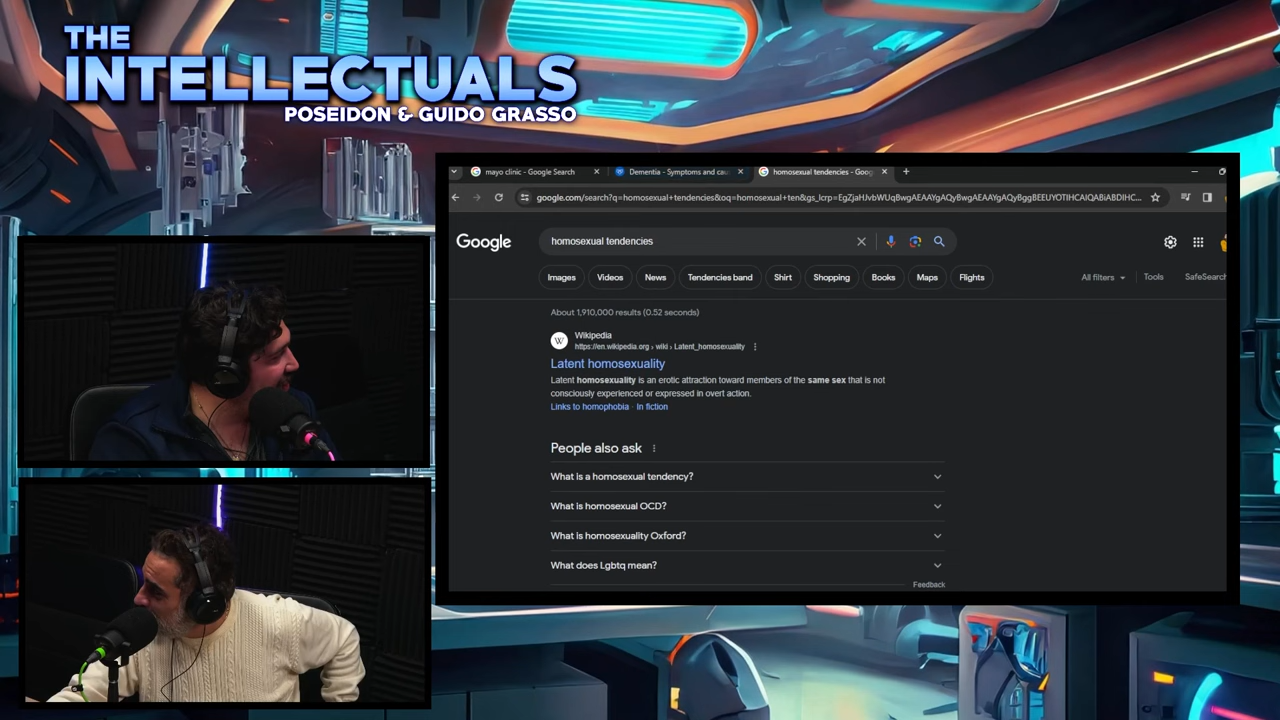 THE
INTELLECTUALS
POSEIDON & GUIDO GRASSO
mayo clinic - Google Search
Dementia - Symptoms and cau
homosexual tendencies - Goog
google.com/search?q=homosexual+tendencies&oq=homosexual+ten&gs_lcrp=
Google
homosexual tendencies
Images
Videos
News
Tendencies band
Shirt
Shopping
Books
Maps
Flights
All filters
Tools
SafeSearch
About 1,910,000 results (0.52 seconds)
W
Wikipedia
https://en.wikipedia.org › wiki › Latent_homosexuality
Latent homosexuality
Latent homosexuality is an erotic attraction toward members of the same sex that is not
consciously experienced or expressed in overt action.
Links to homophobia · In fiction
People also ask
What is a homosexual tendency?
What is homosexual OCD?
What is homosexuality Oxford?
What does Lgbtq mean?
Feedback